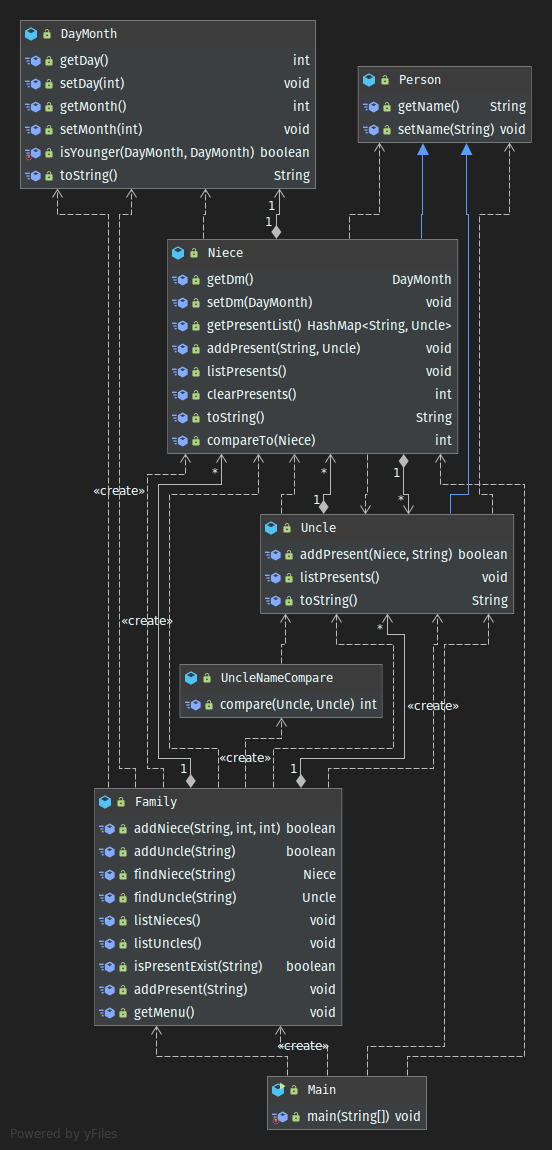 DayMonth
getDay() int
setDay(int) void
getMonth() int
setMonth(int) void
isYounger(DayMonth, DayMonth) boolean
toString() String
Person
getName() String
setName(String) void
1
1
Niece
getDm() DayMonth
setDm(DayMonth) void
getPresentList() HashMap<String, Uncle>
addPresent(String, Uncle) void
listPresents() void
clearPresents() int
toString() String
compareTo(Niece) int
* * 1
«create» 1 *
Uncle
addPresent(Niece, String) boolean
listPresents() void
toString() String
«create» *
UncleNameCompare
compare(Uncle, Uncle) int
«create»
«create»
1 1
Family
addNiece(String, int, int) boolean
addUncle(String) boolean
findNiece(String) Niece
findUncle(String) Uncle
listNieces() void
listUncles() void
isPresentExist(String) boolean
addPresent(String) void
getMenu() void
«create»
Main
main(String[]) void
Powered by yFiles